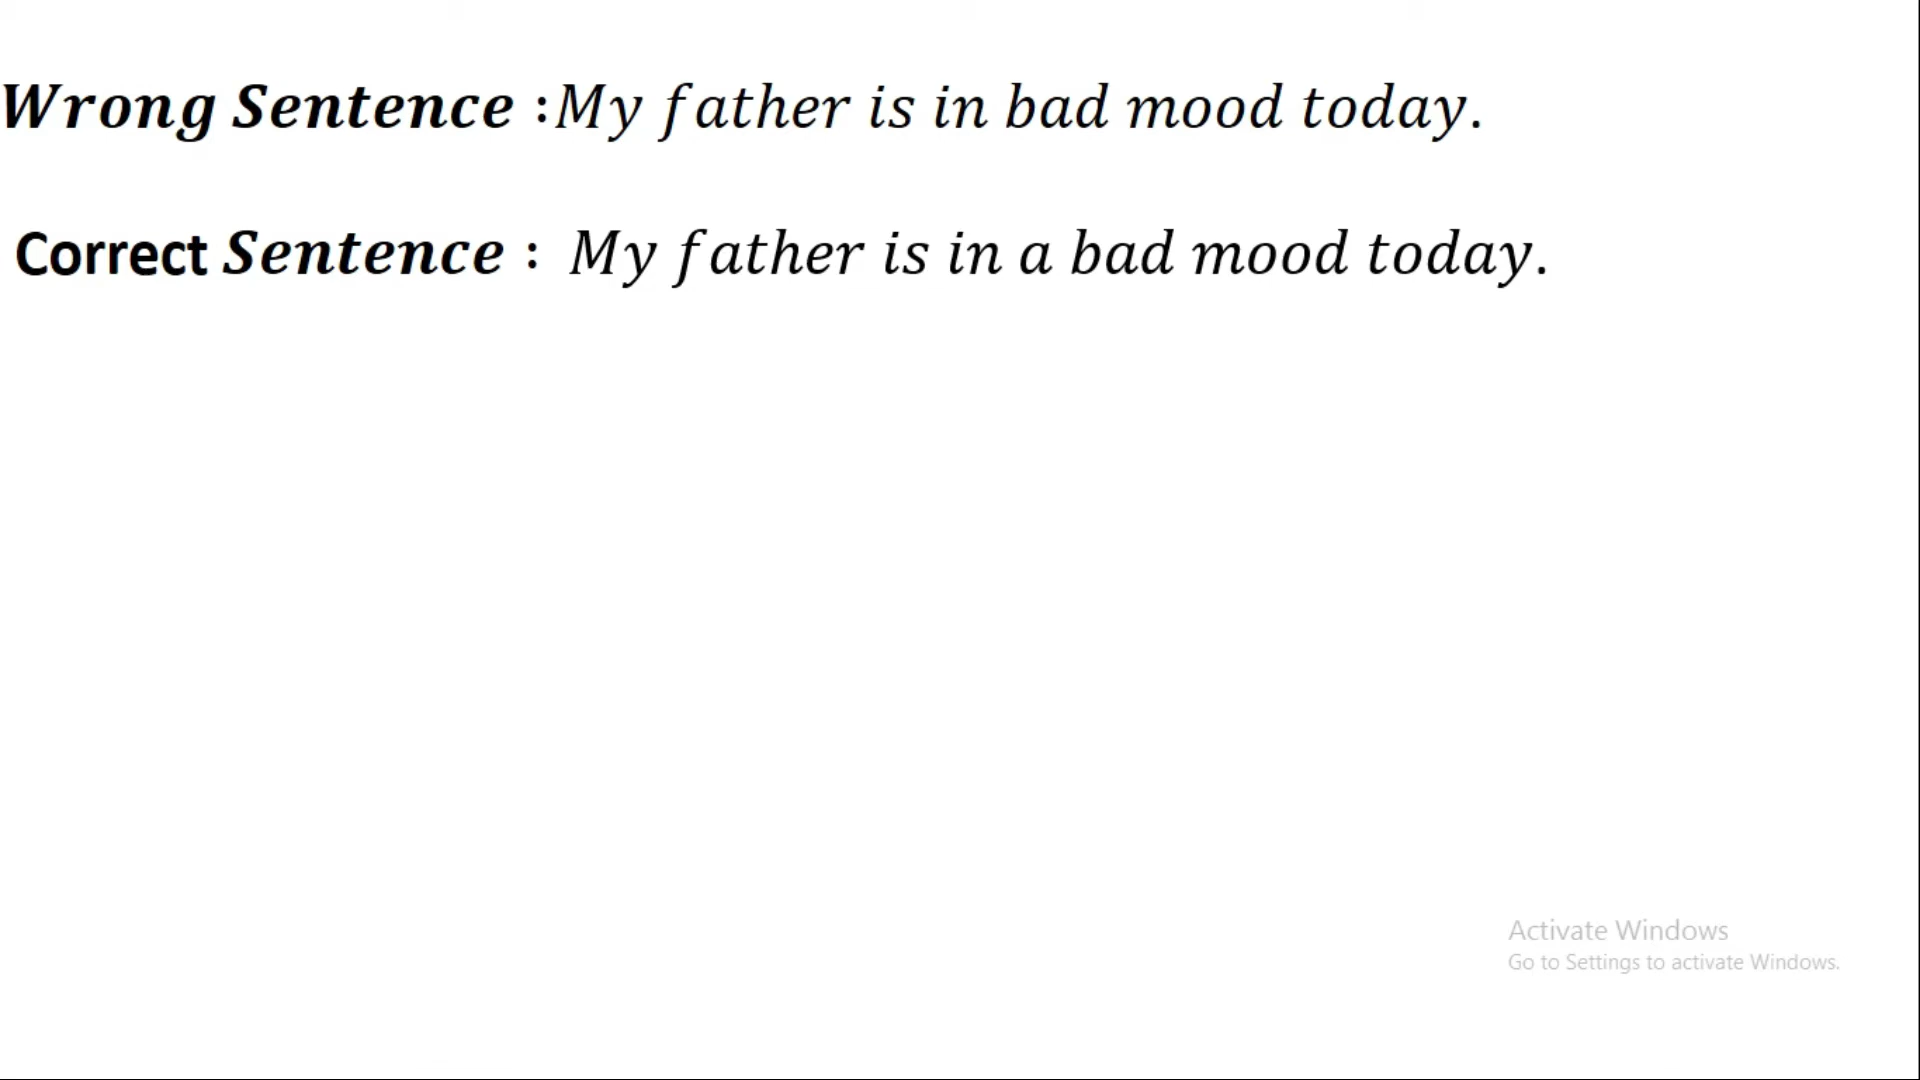 Wrong Sentence :My father is in bad mood today.
Correct Sentence : My father is in a bad mood today.
Activate Windows
Go to Settings to activate Windows.